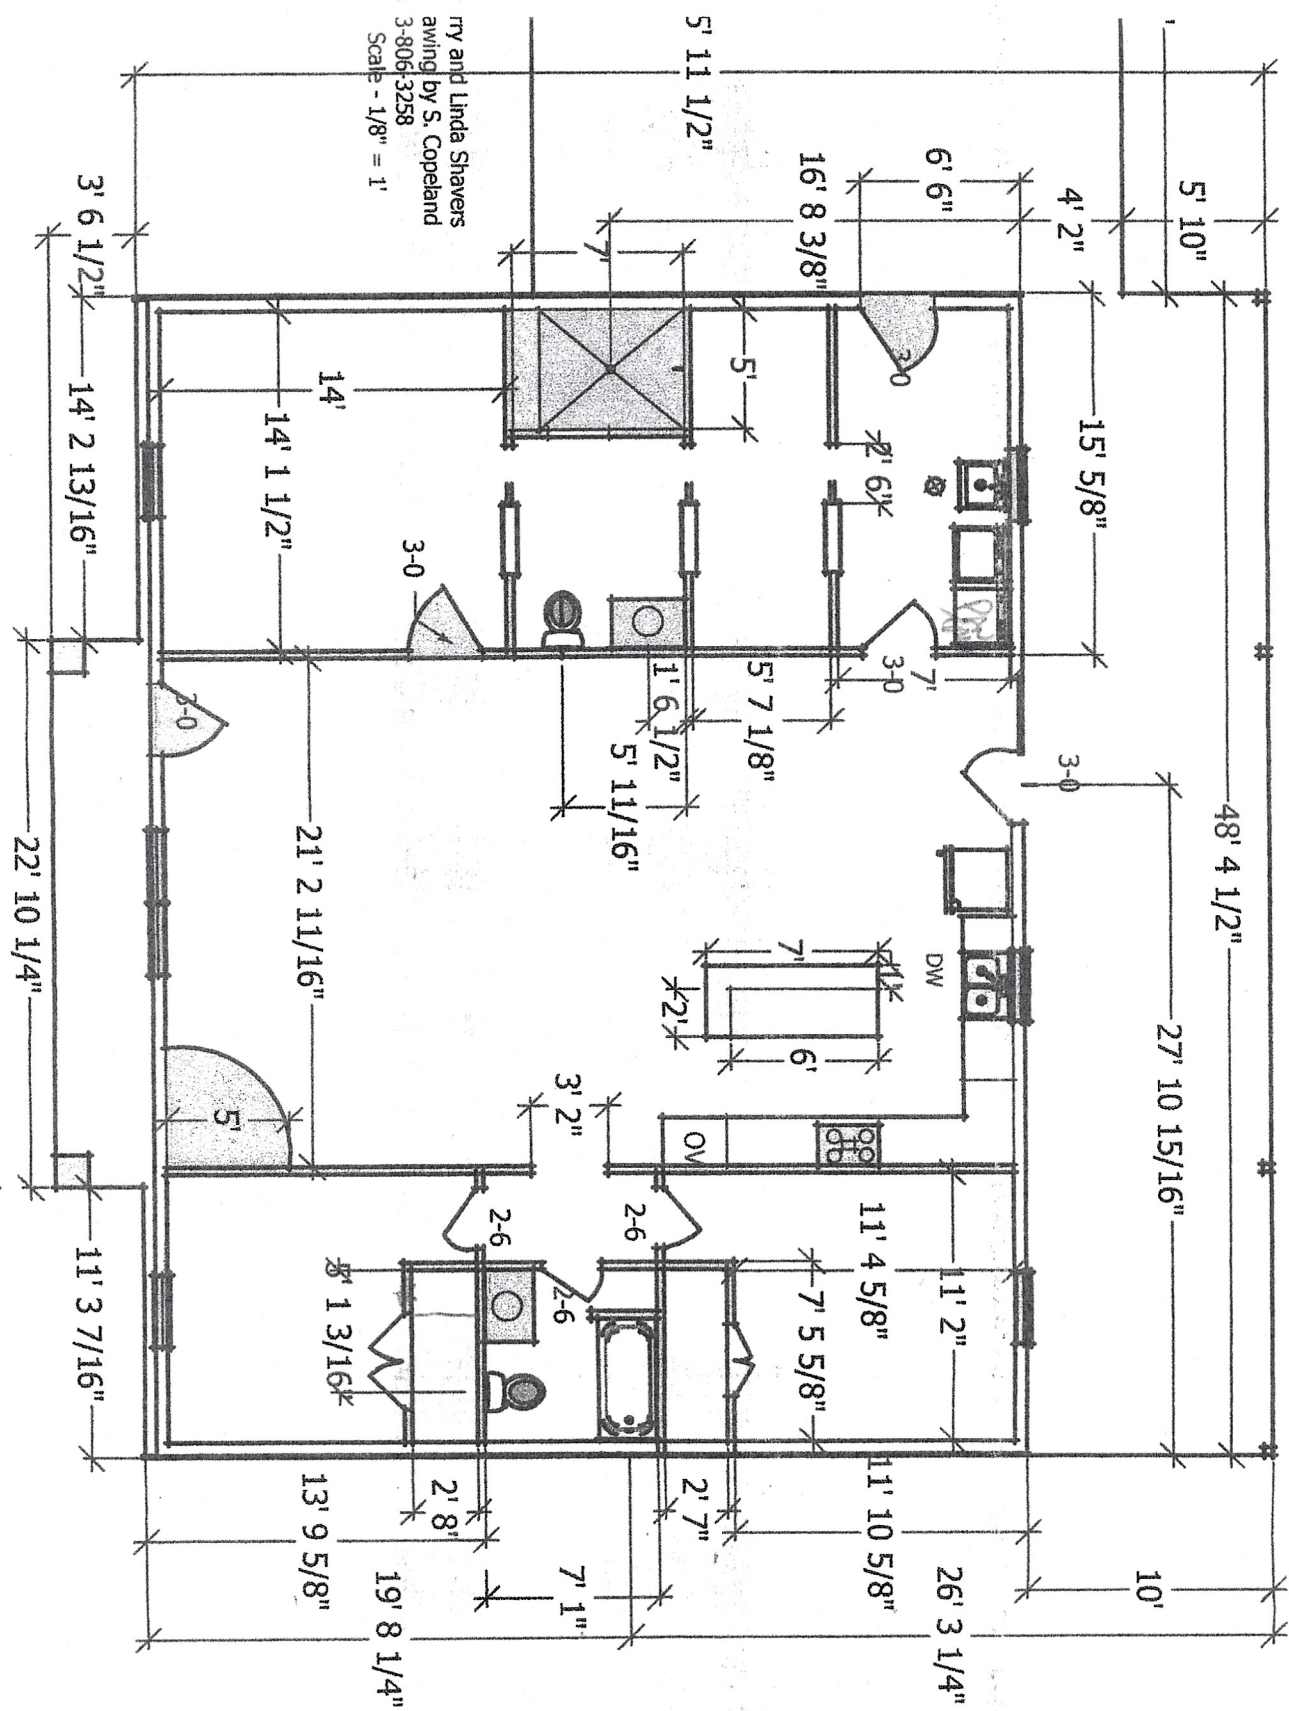 rry and Linda Shavers
awing by S. Copeland
3-806-3258
Scale - 1/8" = 1'
5' 11 1/2"
5' 10"
4' 2"
6' 6"
16' 8 3/8"
7'
3' 6 1/2"
48' 4 1/2"
15' 5/8"
3-0
5'
14'
2' 6"
14' 1 1/2"
14' 2 13/16"
3-0
3-0
7'
5' 7 1/8"
1' 6 1/2"
5' 11/16"
3-0
3-0
27' 10 15/16"
DW
7'
1'
2'
6'
21' 2 11/16"
22' 10 1/4"
3' 2"
5'
OV
2-6
2-6
2-6
11' 4 5/8"
11' 2"
7' 5 5/8"
5' 1 3/16"
11' 3 7/16"
11' 10 5/8"
2' 7"
2' 8"
13' 9 5/8"
10'
7' 1"
26' 3 1/4"
19' 8 1/4"